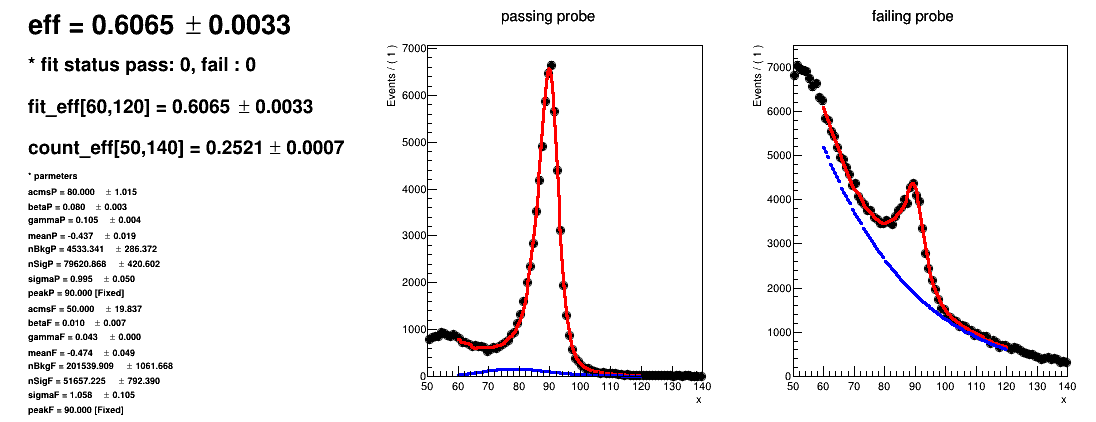 eff = 0.6065 ± 0.0033
* fit status pass: 0, fail : 0
fit_eff[60,120] = 0.6065 ± 0.0033
count_eff[50,140] = 0.2521 ± 0.0007
* parmeters
acmsP = 80.000 ± 1.015
betaP = 0.080 ± 0.003
gammaP = 0.105 ± 0.004
meanP = -0.437 ± 0.019
nBkgP = 4533.341 ± 286.372
nSigP = 79620.868 ± 420.602
sigmaP = 0.995 ± 0.050
peakP = 90.000 [Fixed]
acmsF = 50.000 ± 19.837
betaF = 0.010 ± 0.007
gammaF = 0.043 ± 0.000
meanF = -0.474 ± 0.049
nBkgF = 201539.909 ± 1061.668
nSigF = 51657.225 ± 792.390
sigmaF = 1.058 ± 0.105
peakF = 90.000 [Fixed]
passing probe
Events / ( 1 )
7000
6000
5000
4000
3000
2000
1000
0
50 60 70 80 90 100 110 120 130 140
x
failing probe
Events / ( 1 )
7000
6000
5000
4000
3000
2000
1000
0
50 60 70 80 90 100 110 120 130 140
x